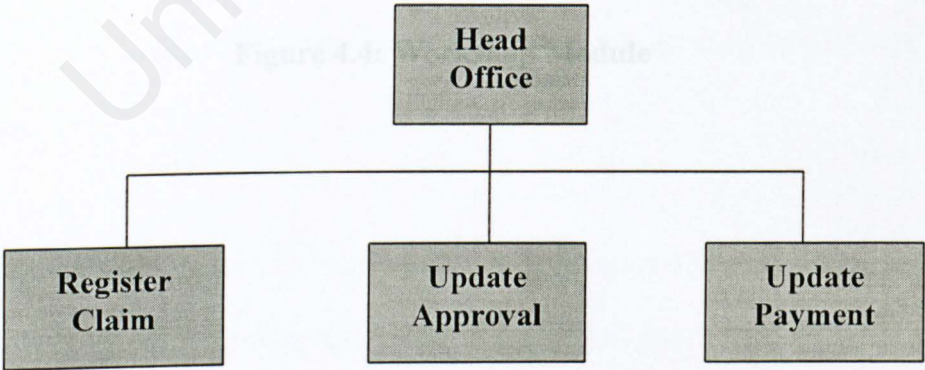 Head
Office
Register
Claim
Update
Approval
Update
Payment